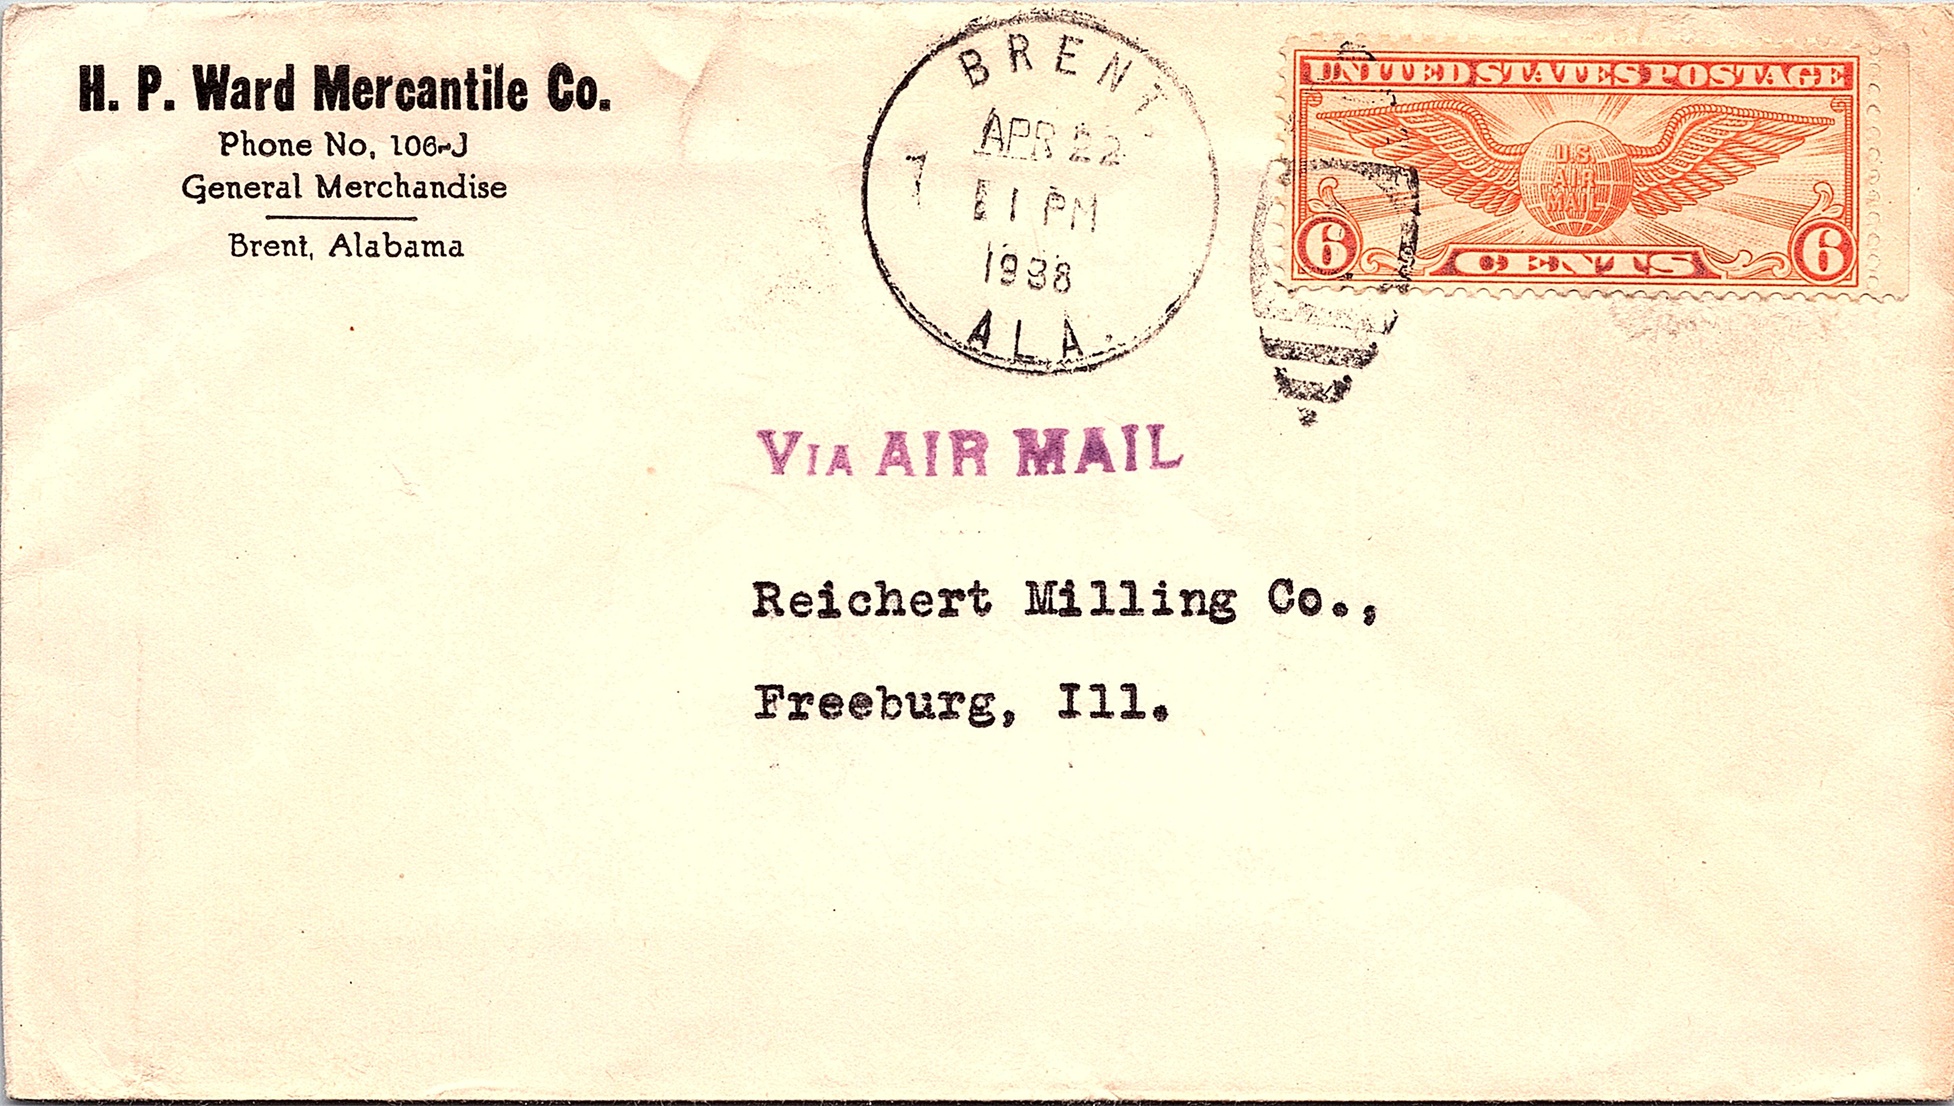 H. P. Ward Mercantile Co.
Phone No, 106-J
General Merchandise
Brent, Alabama
BRENT,
APR 22
1 PM
1938
ALA.
UNITED STATES POSTAGE
U.S.
AIR
MAIL
6 CENTS 6
VIA AIR MAIL
Reichert Milling Co.,
Freeburg, Ill.